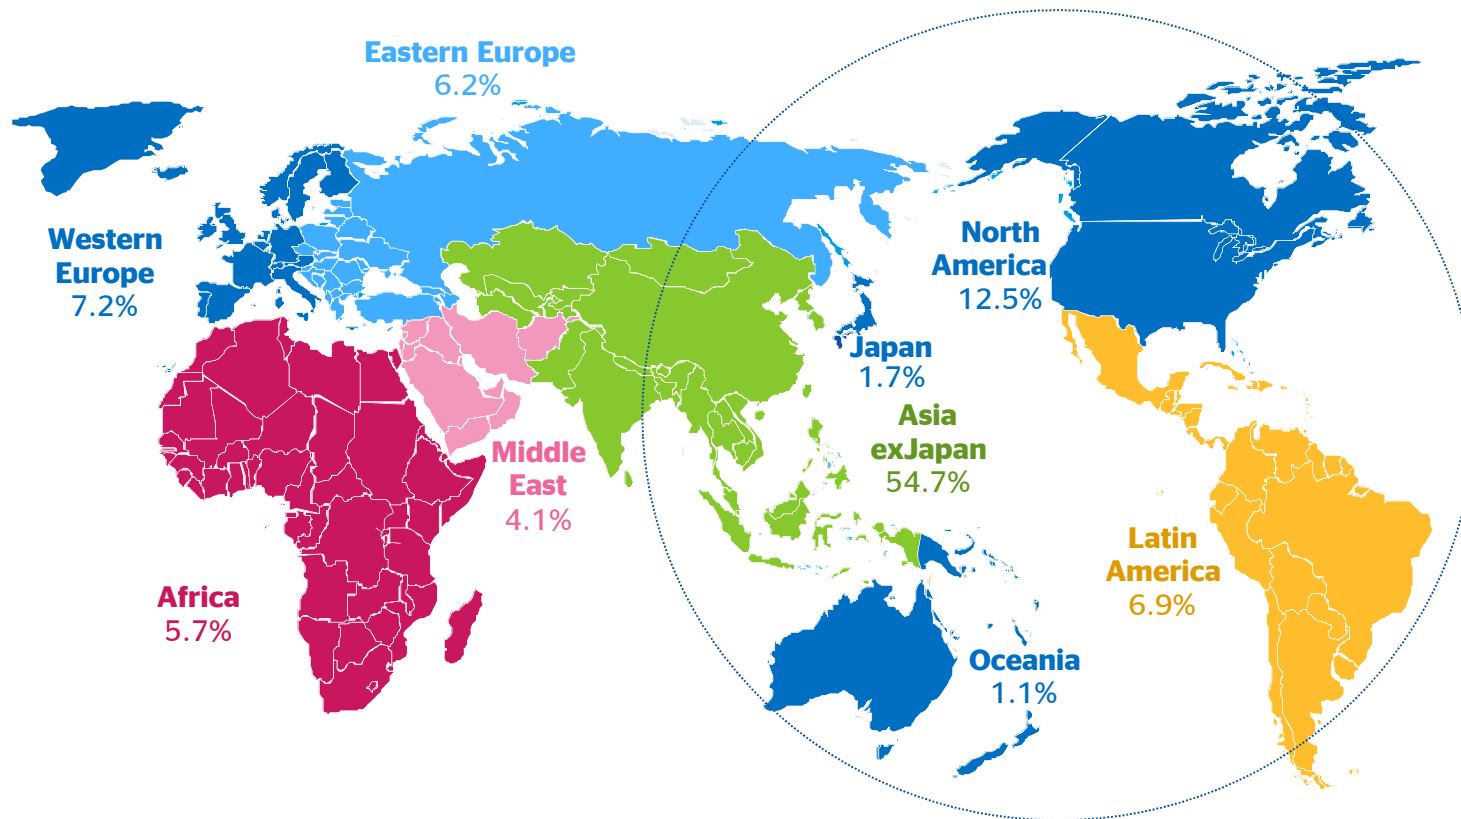 Eastern Europe
6.2%
Western
Europe
7.2%
North
America
12.5%
Japan
1.7%
Asia
exJapan
54.7%
Middle
East
4.1%
Latin
America
6.9%
Africa
5.7%
Oceania
1.1%